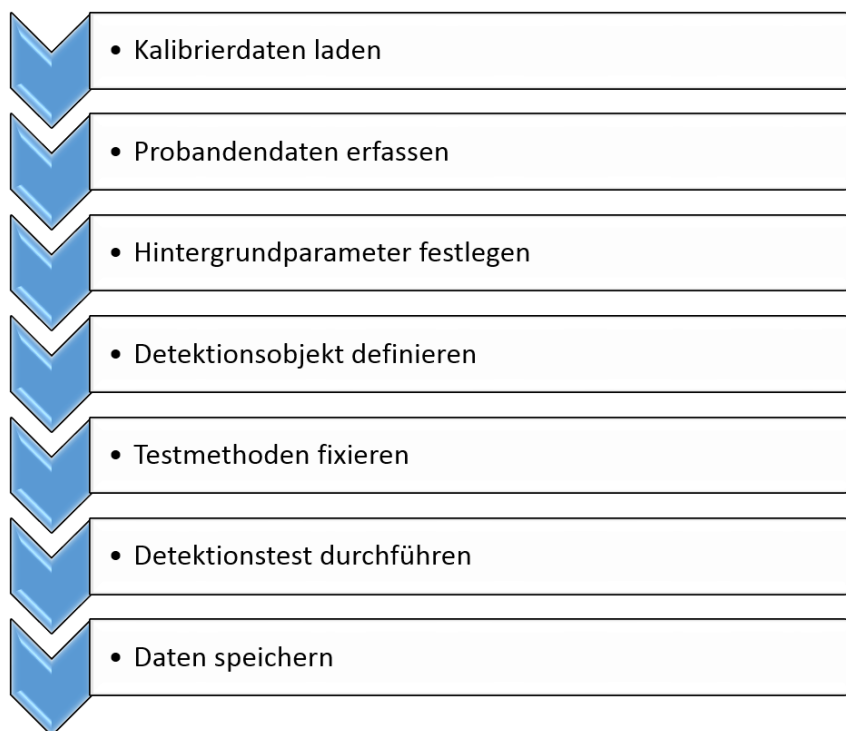 • Kalibrierdaten laden
• Probandendaten erfassen
• Hintergrundparameter festlegen
• Detektionsobjekt definieren
• Testmethoden fixieren
• Detektionstest durchführen
• Daten speichern